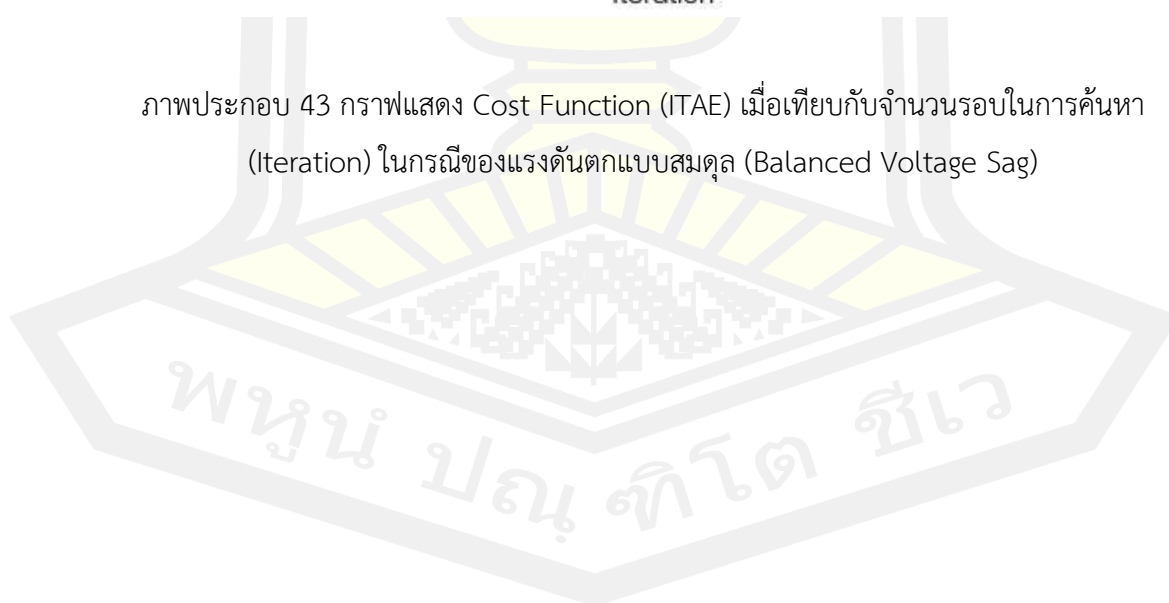 Iteration
ภาพประกอบ 43 กราฟแสดง Cost Function (ITAE) เมื่อเทียบกับจำนวนรอบในการค้นหา
(Iteration) ในกรณีของแรงดันตกแบบสมดุล (Balanced Voltage Sag)
พหูนํ ปณฺฑิโต ชีเว